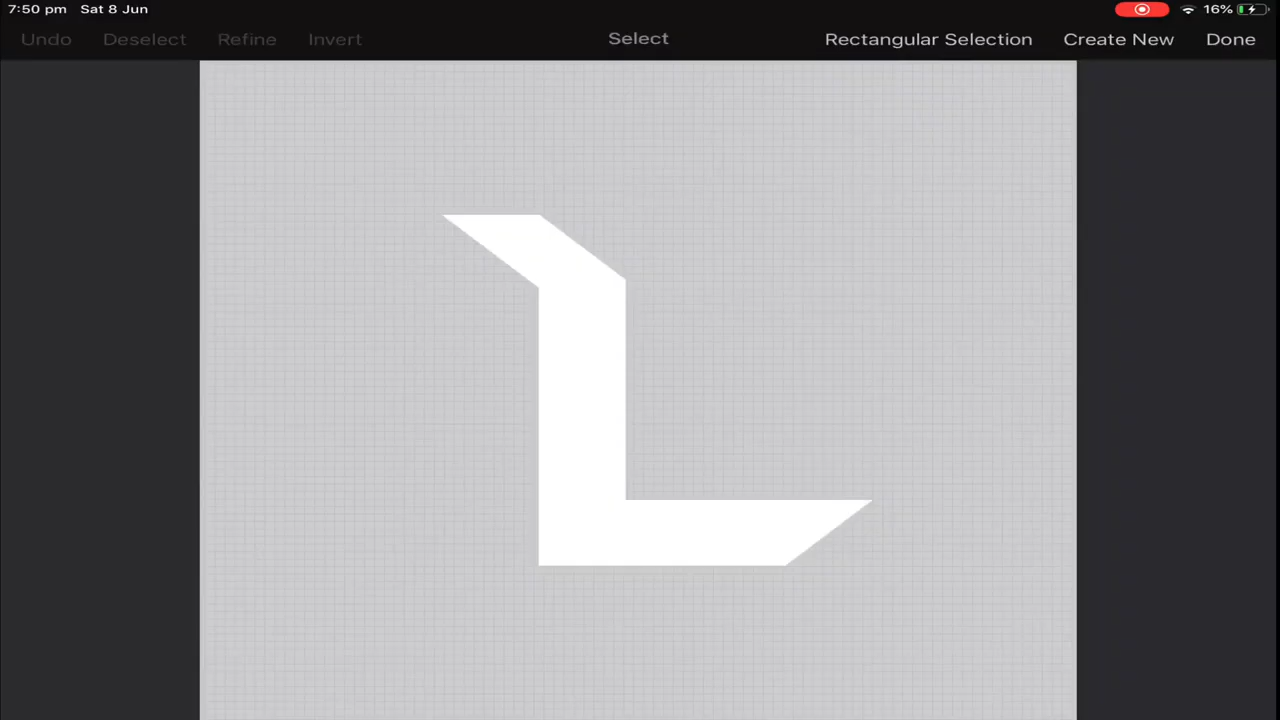 7:50 pm Sat 8 Jun 16%
Undo Deselect Refine Invert Select Rectangular Selection Create New Done
L